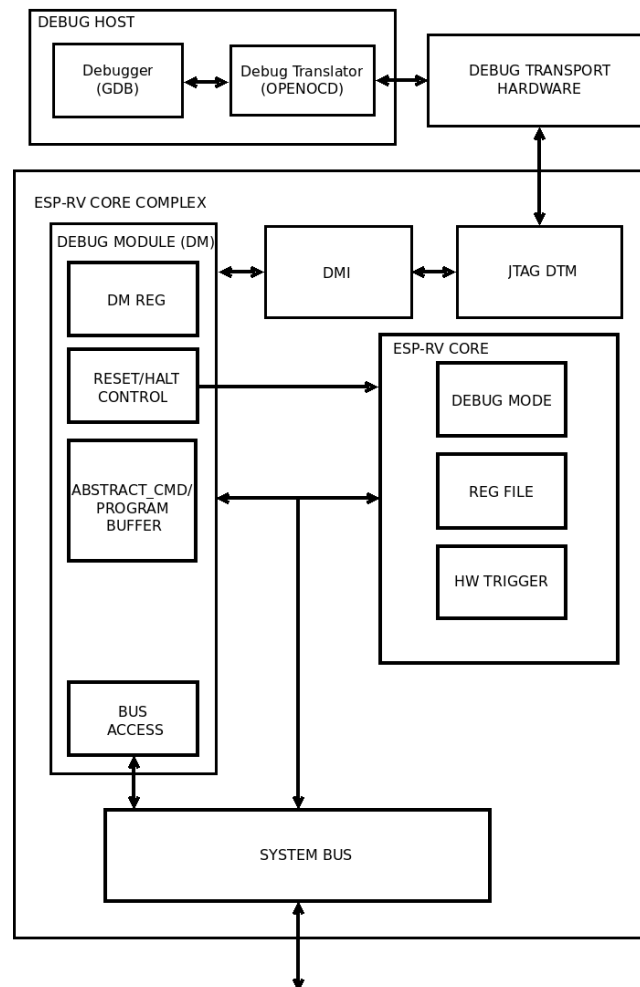 DEBUG HOST
Debugger
(GDB)
Debug Translator
(OPENOCD)
DEBUG TRANSPORT
HARDWARE
ESP-RV CORE COMPLEX
DEBUG MODULE (DM)
DMI
JTAG DTM
DM REG
RESET/HALT
CONTROL
ABSTRACT_CMD/
PROGRAM
BUFFER
BUS
ACCESS
ESP-RV CORE
DEBUG MODE
REG FILE
HW TRIGGER
SYSTEM BUS